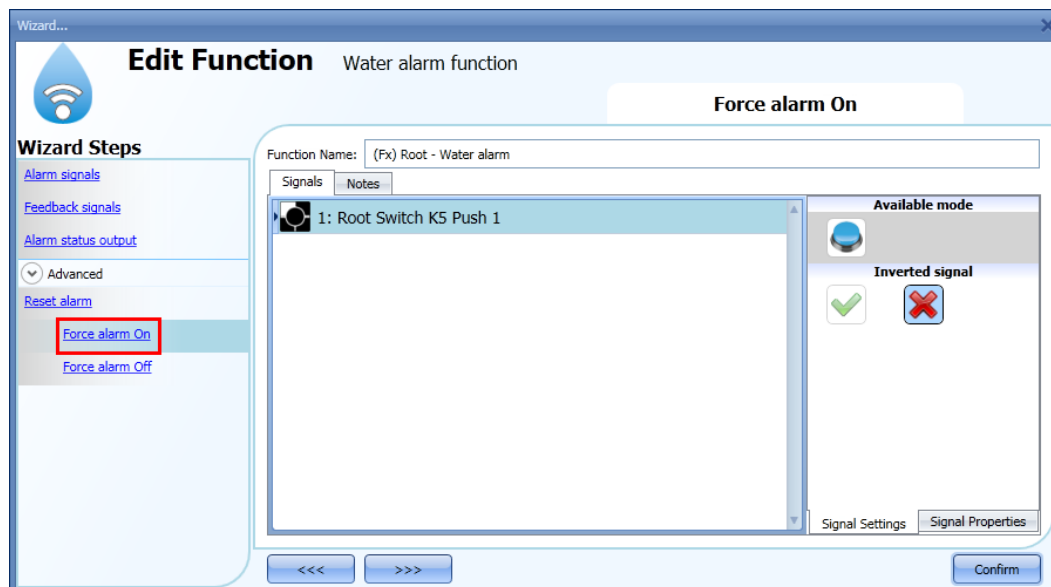 Wizard...
Edit Function Water alarm function
Force alarm On
Wizard Steps
Alarm signals
Feedback signals
Alarm status output
Advanced
Reset alarm
Force alarm On
Force alarm Off
Function Name: (Fx) Root - Water alarm
Signals Notes
1: Root Switch K5 Push 1
Available mode
Inverted signal
Signal Settings Signal Properties
<<< >>> Confirm